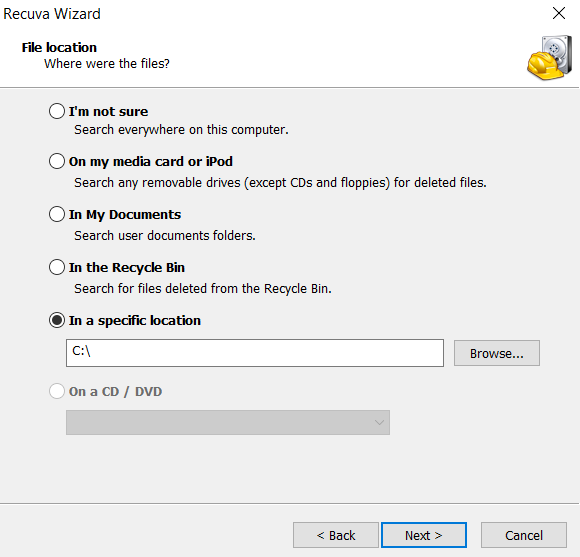 Recuva Wizard
File location
Where were the files?
I'm not sure
Search everywhere on this computer.
On my media card or iPod
Search any removable drives (except CDs and floppies) for deleted files.
In My Documents
Search user documents folders.
In the Recycle Bin
Search for files deleted from the Recycle Bin.
In a specific location
C:\
Browse...
On a CD / DVD
< Back
Next >
Cancel